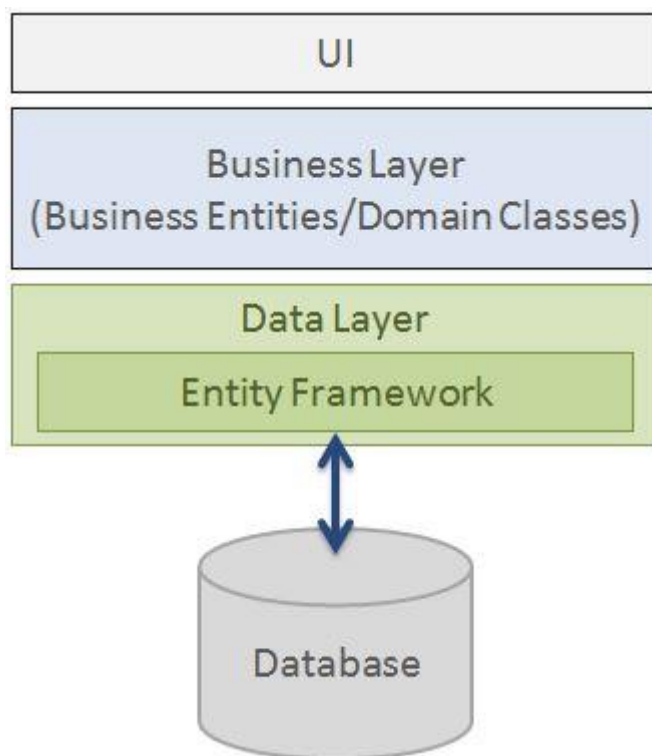 UI
Business Layer
(Business Entities/Domain Classes)
Data Layer
Entity Framework
Database